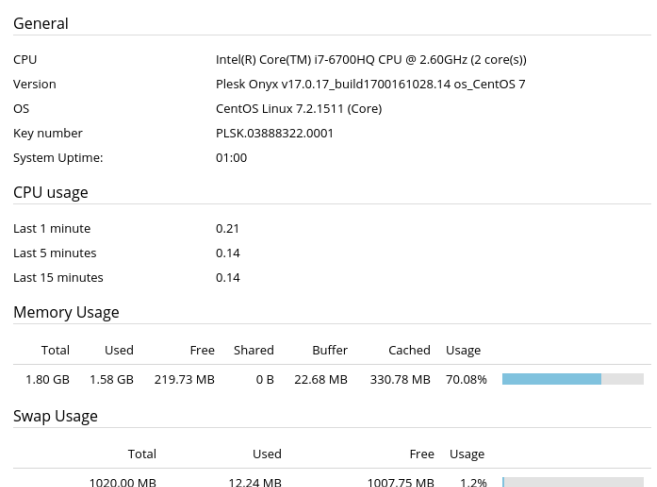 General
CPU Intel(R) Core(TM) i7-6700HQ CPU @ 2.60GHz (2 core(s))
Version Plesk Onyx v17.0.17_build1700161028.14 os_CentOS 7
OS CentOS Linux 7.2.1511 (Core)
Key number PLSK.03888322.0001
System Uptime: 01:00
CPU usage
Last 1 minute 0.21
Last 5 minutes 0.14
Last 15 minutes 0.14
Memory Usage
Total Used Free Shared Buffer Cached Usage
1.80 GB 1.58 GB 219.73 MB 0 B 22.68 MB 330.78 MB 70.08%
Swap Usage
Total Used Free Usage
1020.00 MB 12.24 MB 1007.75 MB 1.2%